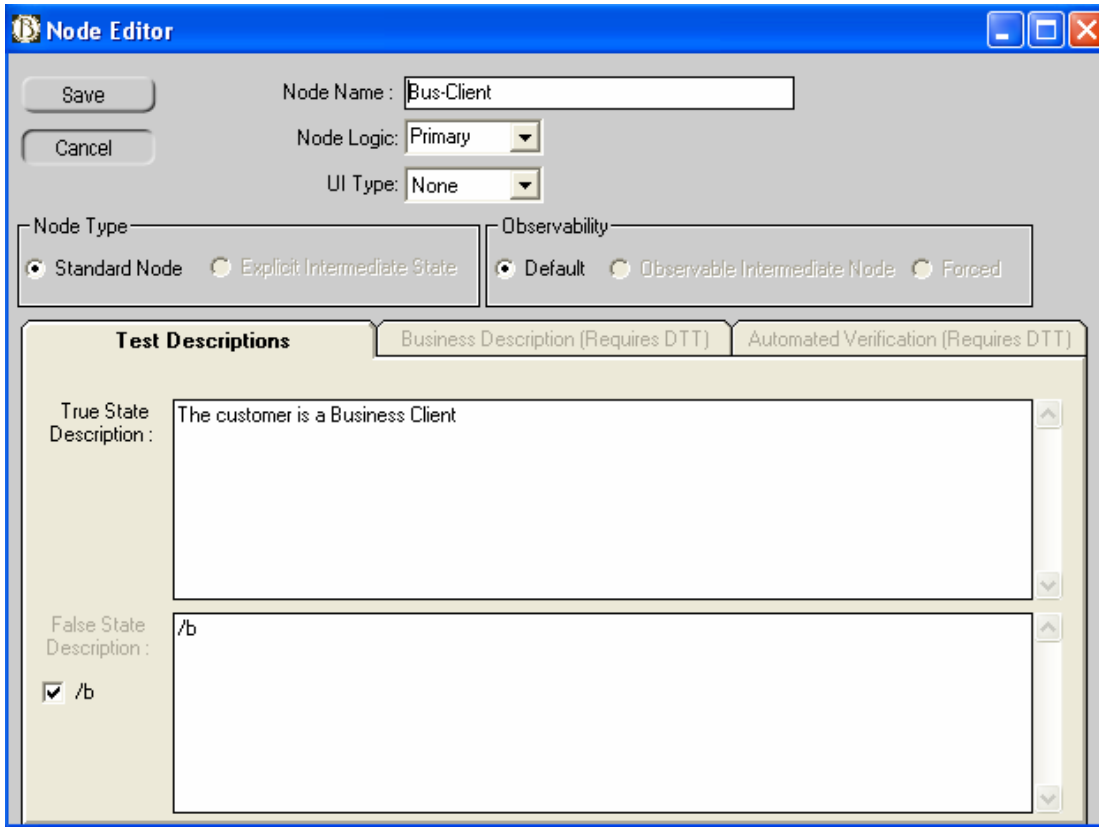 Node Editor
Save
Node Name : Bus-Client
Cancel
Node Logic: Primary
UI Type: None
Node Type
Standard Node Explicit Intermediate State
Observability
Default Observable Intermediate Node Forced
Test Descriptions Business Description (Requires DTT) Automated Verification (Requires DTT)
True State
Description :
The customer is a Business Client
False State
Description :
/b
/b